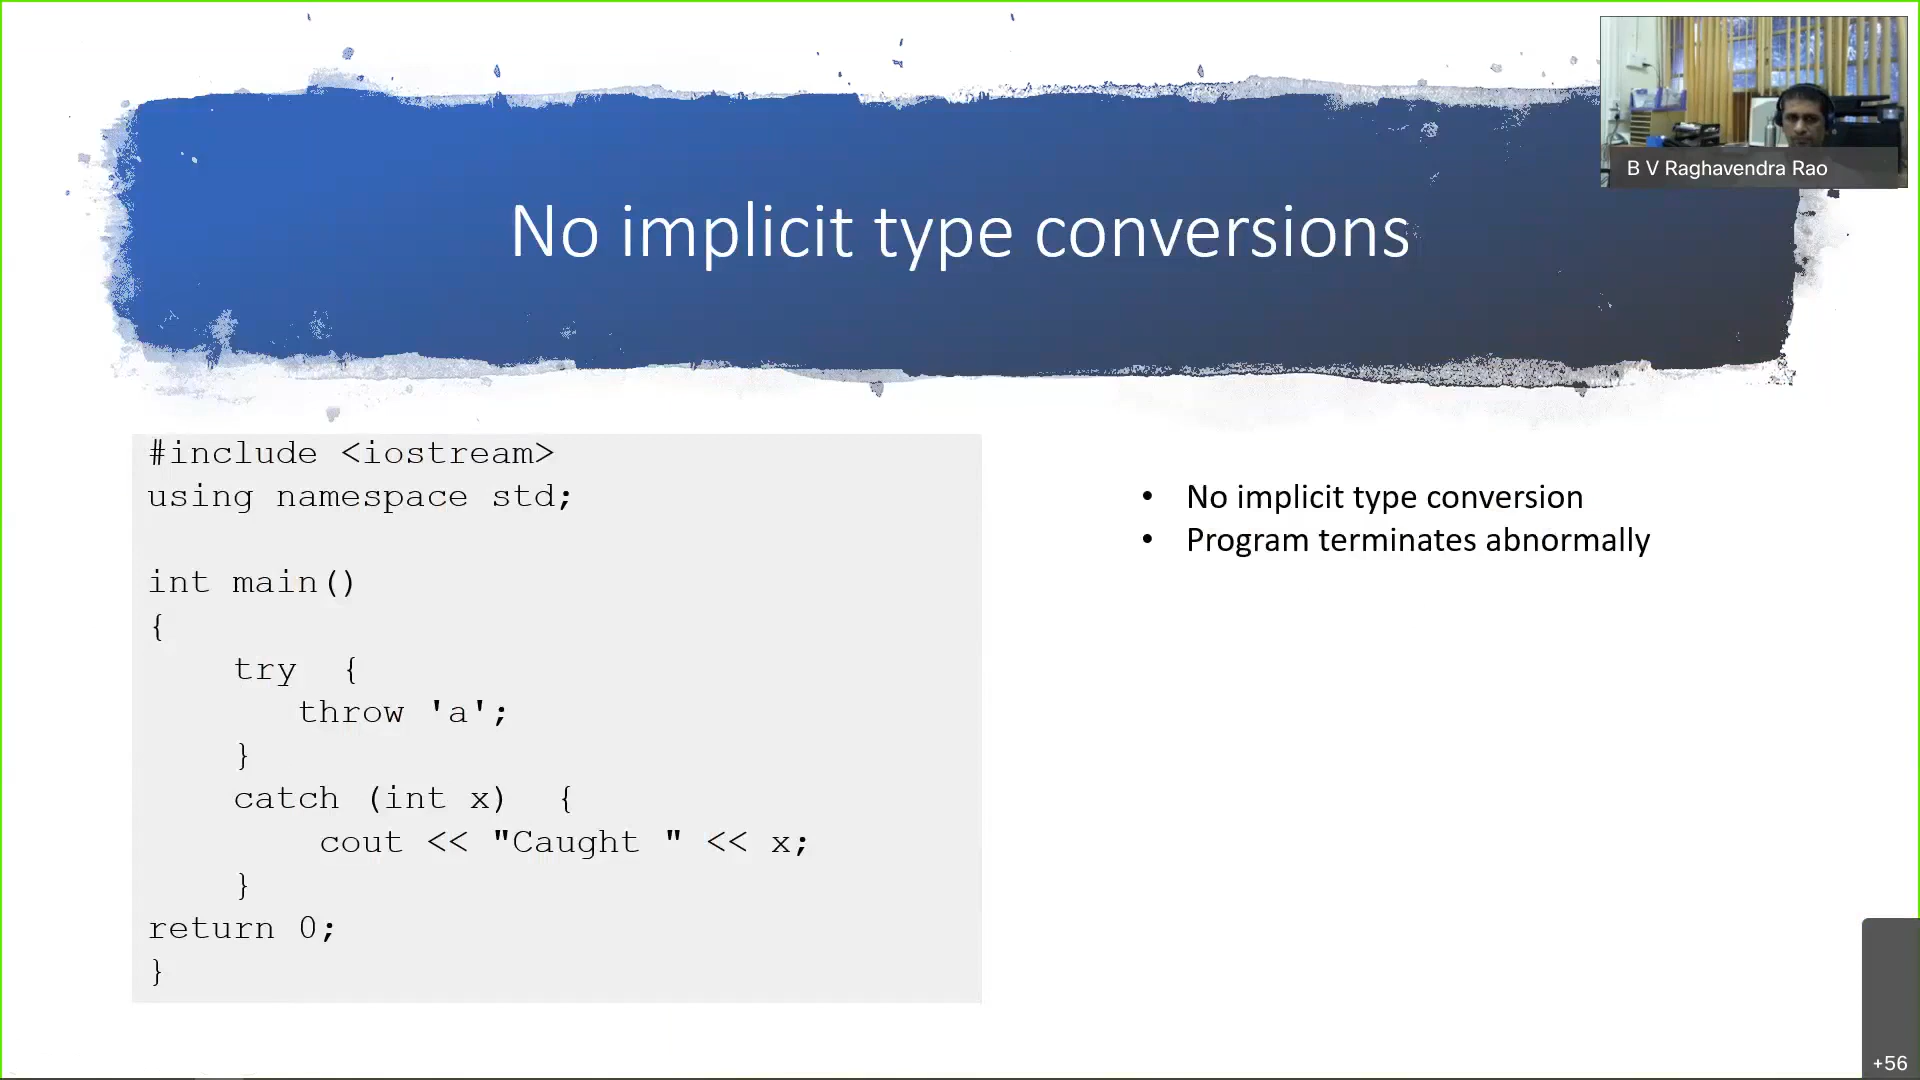 B V Raghavendra Rao
No implicit type conversions
#include <iostream>
using namespace std;
int main()
{
try {
throw 'a';
}
catch (int x) {
cout << "Caught " << x;
}
return 0;
}
• No implicit type conversion
• Program terminates abnormally
+56